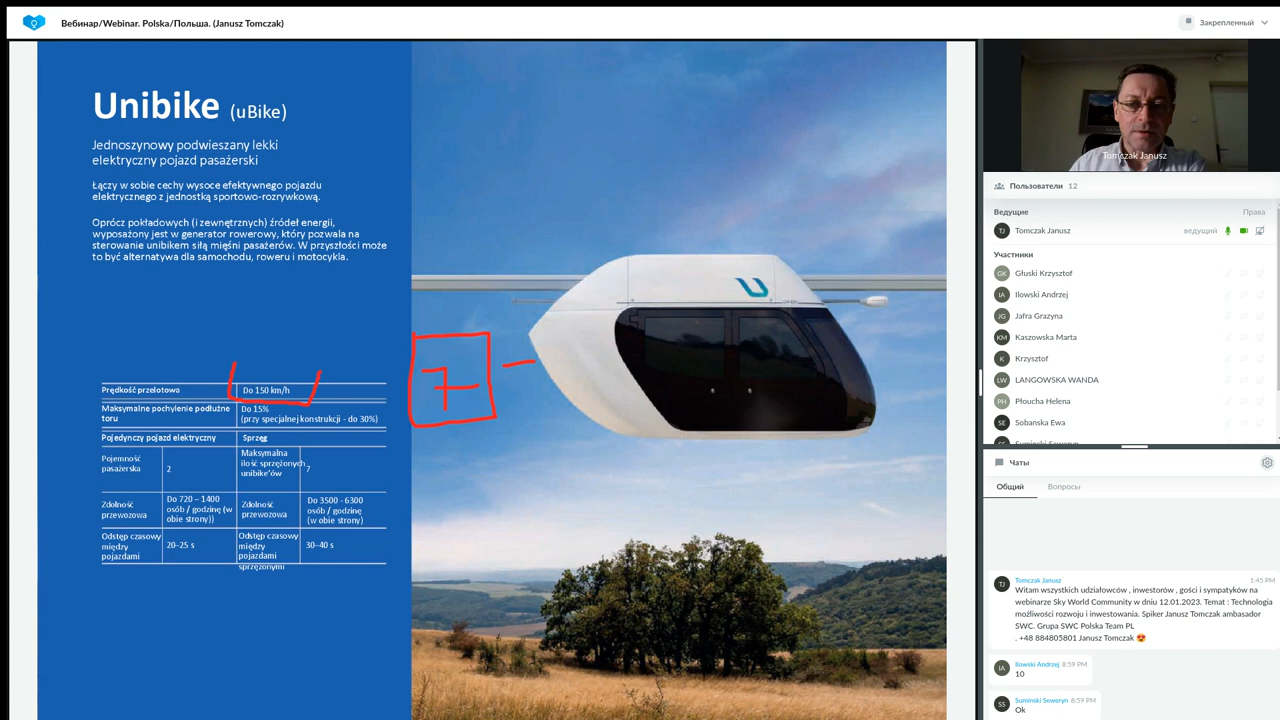 Вебинар/Webinar. Polska/Польша. (Janusz Tomczak)
Закрепленный
Unibike (uBike)
Jednoszynowy podwieszany lekki
elektryczny pojazd pasażerski
Łączy w sobie cechy wysoce efektywnego pojazdu
elektrycznego z jednostką sportowo-rozrywkową.
Oprócz pokładowych (i zewnętrznych) źródeł energii,
wyposażony jest w generator rowerowy, który pozwala na
sterowanie unibikem siłą mięśni pasażerów. W przyszłości może
to być alternatywa dla samochodu, roweru i motocykla.
Prędkość przelotowa
Do 150 km/h
Maksymalne pochylenie podłużne
toru
Do 15%
(przy specjalnej konstrukcji - do 30%)
Pojedynczy pojazd elektryczny
Sprzęg
Pojemność
pasażerska
2
Maksymalna
ilość sprzężonych
unibike'ów
7
Zdolność
przewozowa
Do 720 – 1400
osób / godzinę (w
obie strony))
Zdolność
przewozowa
Do 3500 - 6300
osób / godzinę
(w obie strony)
Odstęp czasowy
między
pojazdami
20–25 s
Odstęp czasowy
między
pojazdami
sprzężonymi
30–40 s
7 -
Tomczak Janusz
Пользователи 12
Ведущие
Права
TJ Tomczak Janusz ведущий
Участники
GK Głuski Krzysztof
IA Ilowski Andrzej
JG Jafra Grazyna
KM Kaszowska Marta
K Krzysztof
LW LANGOWSKA WANDA
PH Płoucha Helena
SE Sobanska Ewa
Suminski Seweryn
Чаты
Общий
Вопросы
TJ Tomczak Janusz 1:45 PM
Witam wszystkich udziałowców , inwestorów , gości i sympatyków na
webinarze Sky World Community w dniu 12.01.2023. Temat : Technologia
możliwości rozwoju i inwestowania. Spiker Janusz Tomczak ambasador
SWC. Grupa SWC Polska Team PL
. +48 884805801 Janusz Tomczak 😍
IA Ilowski Andrzej 8:59 PM
10
SS Suminski Seweryn 8:59 PM
Ok